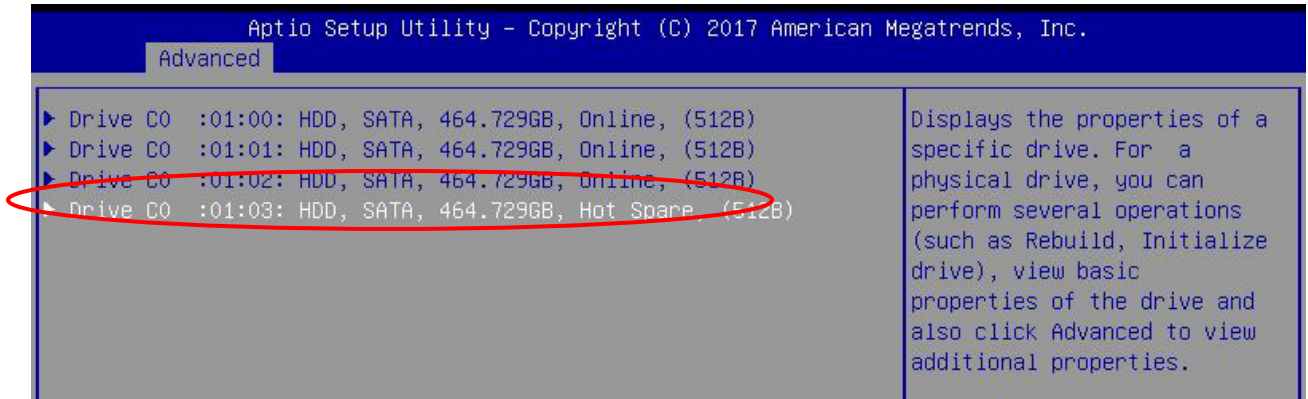 Aptio Setup Utility – Copyright (C) 2017 American Megatrends, Inc.
Advanced
Drive C0 :01:00: HDD, SATA, 464.729GB, Online, (512B)
Drive C0 :01:01: HDD, SATA, 464.729GB, Online, (512B)
Drive C0 :01:02: HDD, SATA, 464.729GB, Online, (512B)
Drive C0 :01:03: HDD, SATA, 464.729GB, Hot Spare, (512B)
Displays the properties of a
specific drive. For a
physical drive, you can
perform several operations
(such as Rebuild, Initialize
drive), view basic
properties of the drive and
also click Advanced to view
additional properties.